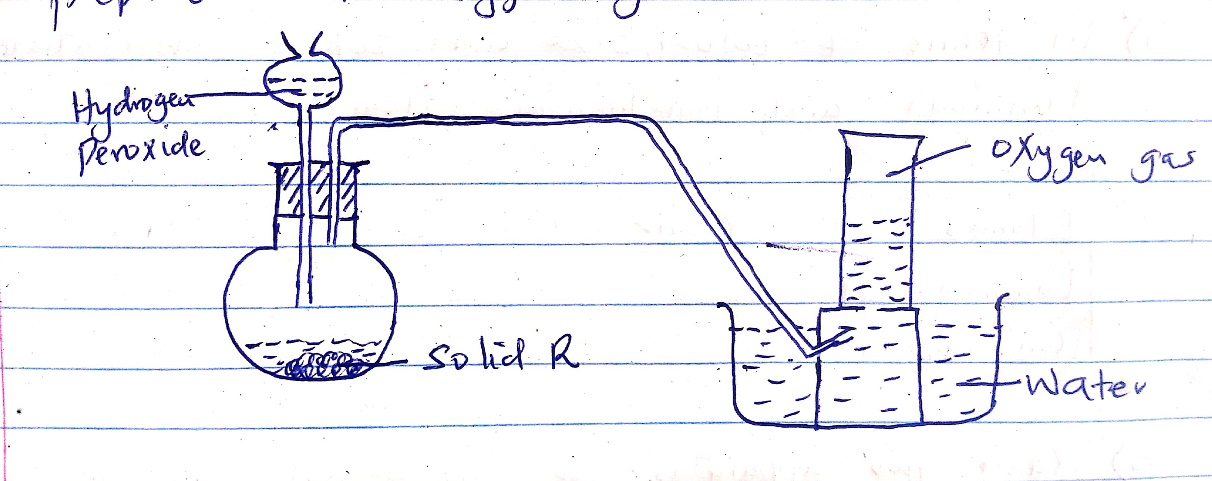 Hydrogen
Peroxide
Oxygen gas
Solid R
Water